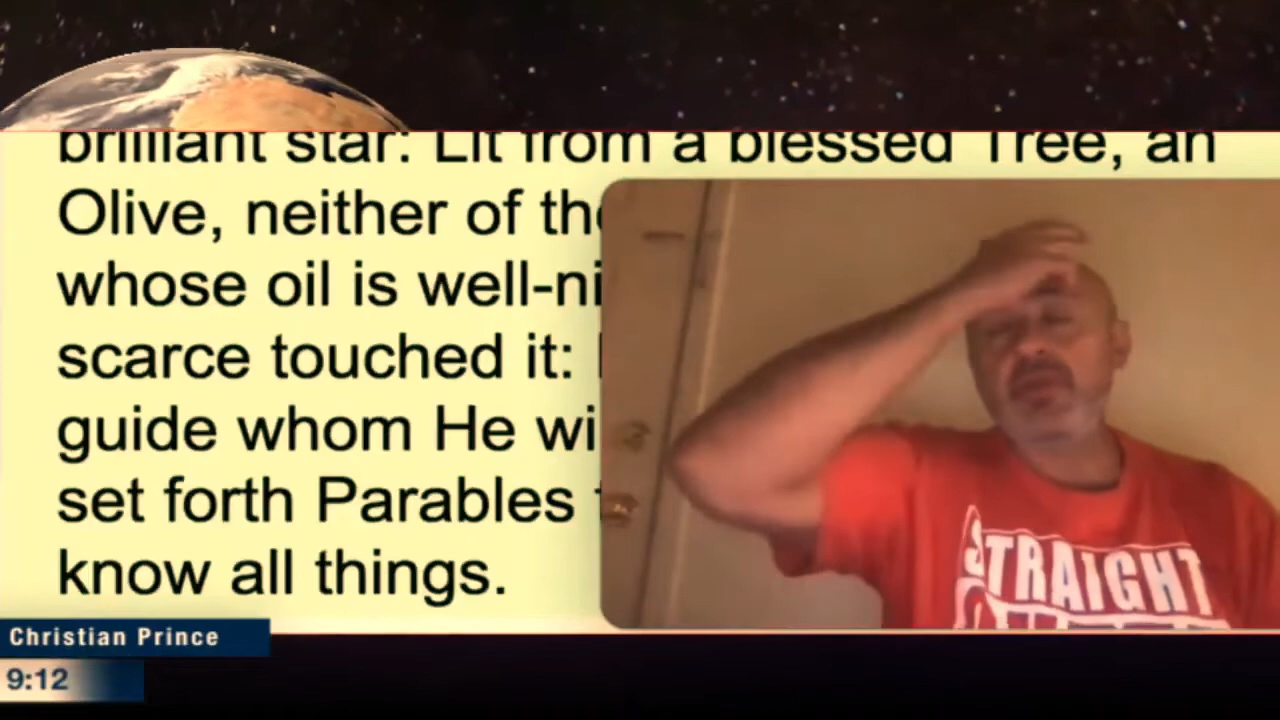 brilliant star: Lit from a blessed Tree, an
Olive, neither of the
whose oil is well-ni
scarce touched it:
guide whom He wi
set forth Parables
know all things.
STRAIGHT
Christian Prince
9:12